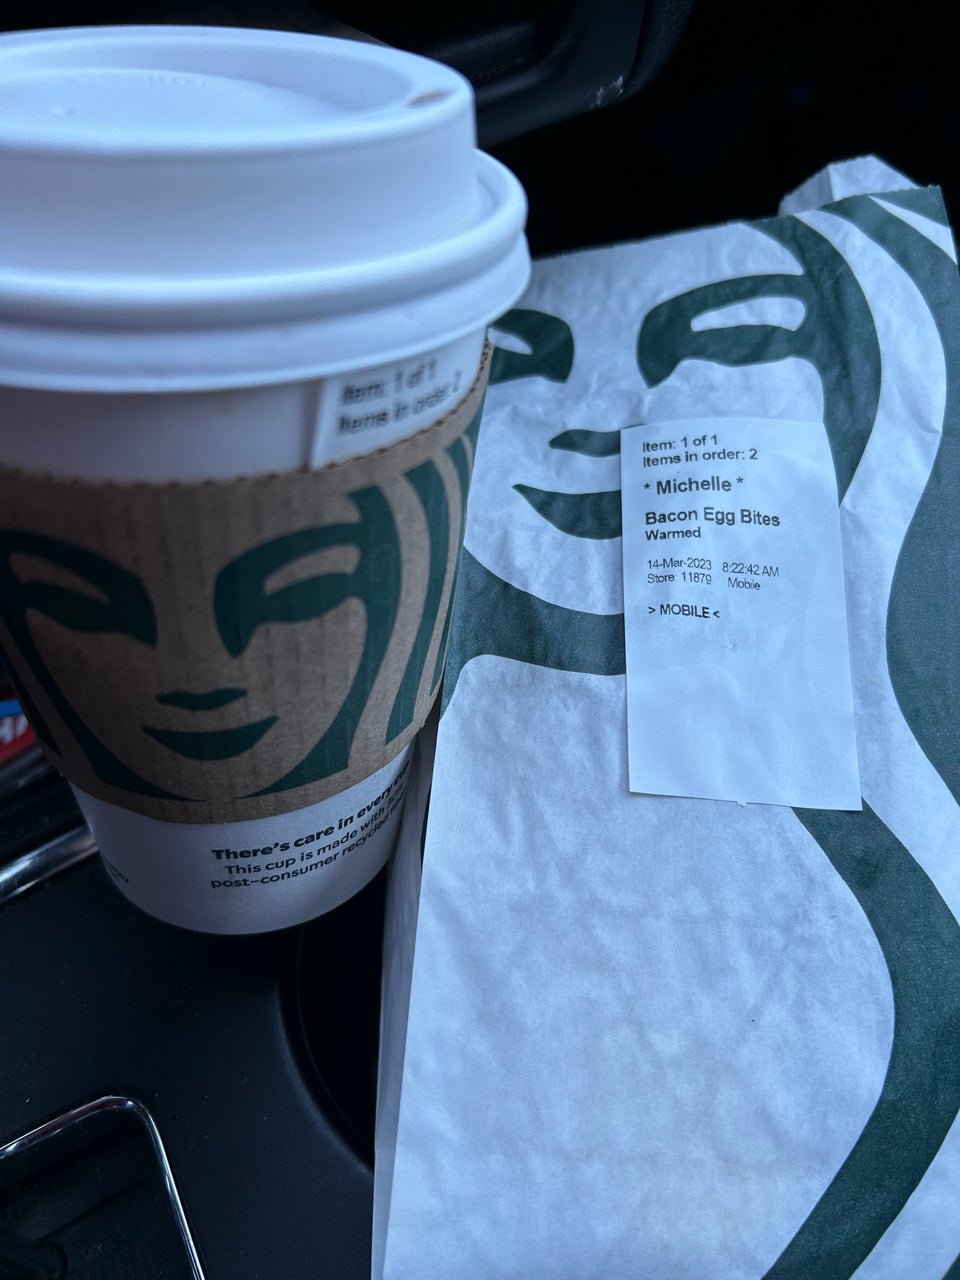 Item: 1 of 1
Items in order: 2
There's care in every cup
This cup is made with
post-consumer recycled
Item: 1 of 1
Items in order: 2
* Michelle *
Bacon Egg Bites
Warmed
14-Mar-2023 8:22:42 AM
Store: 11879 Mobile
> MOBILE <